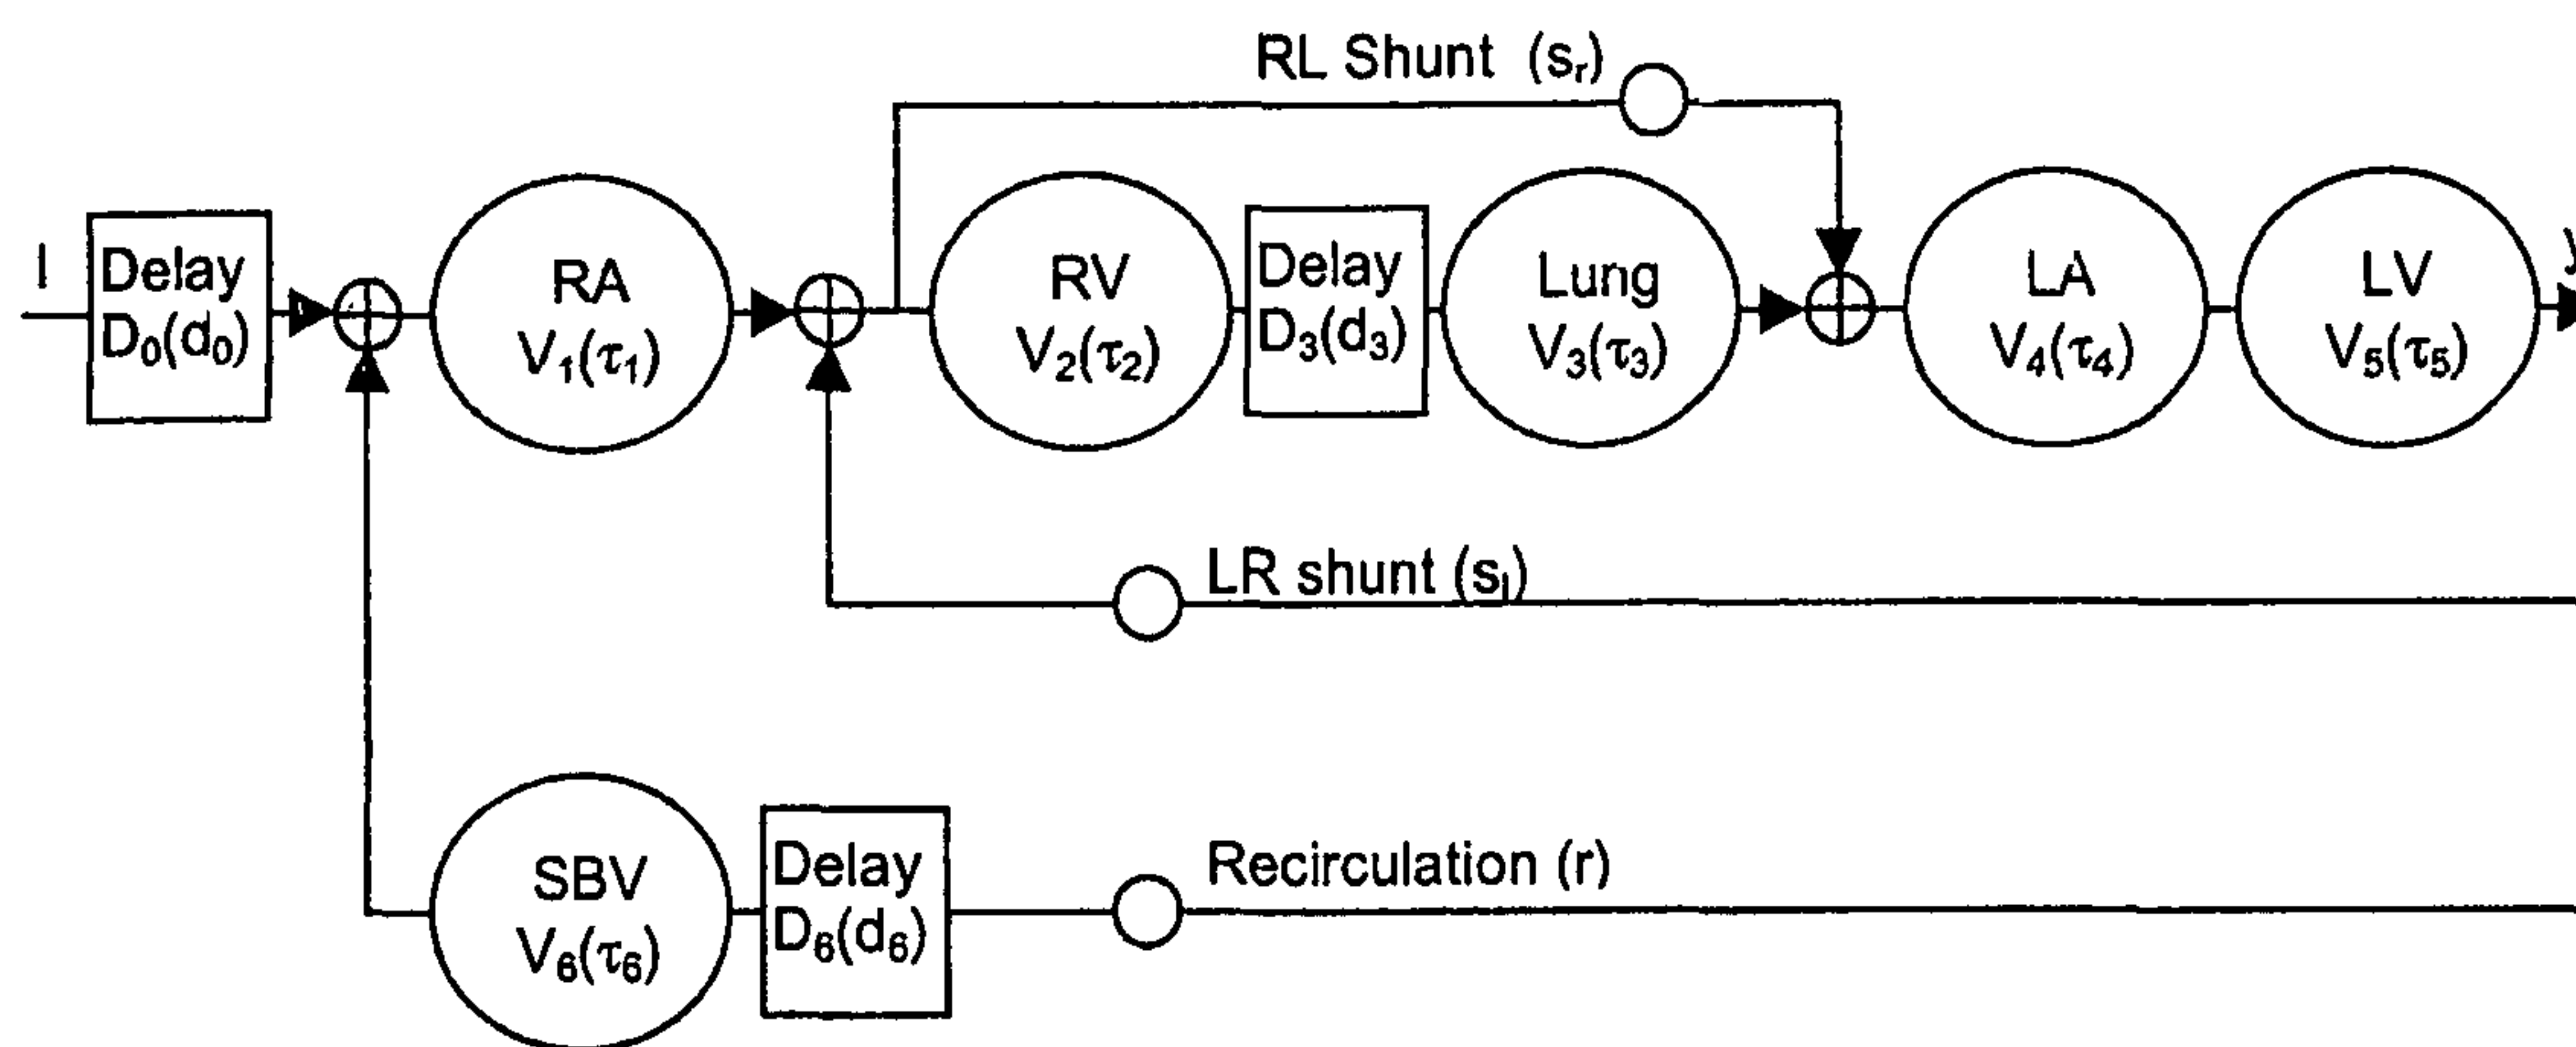 RL Shunt (sᵣ)
I
Delay
D₀(d₀)
RA
V₁(τ₁)
RV
V₂(τ₂)
Delay
D₃(d₃)
Lung
V₃(τ₃)
LA
V₄(τ₄)
LV
V₅(τ₅)
y
LR shunt (sₗ)
SBV
V₆(τ₆)
Delay
D₆(d₆)
Recirculation (r)